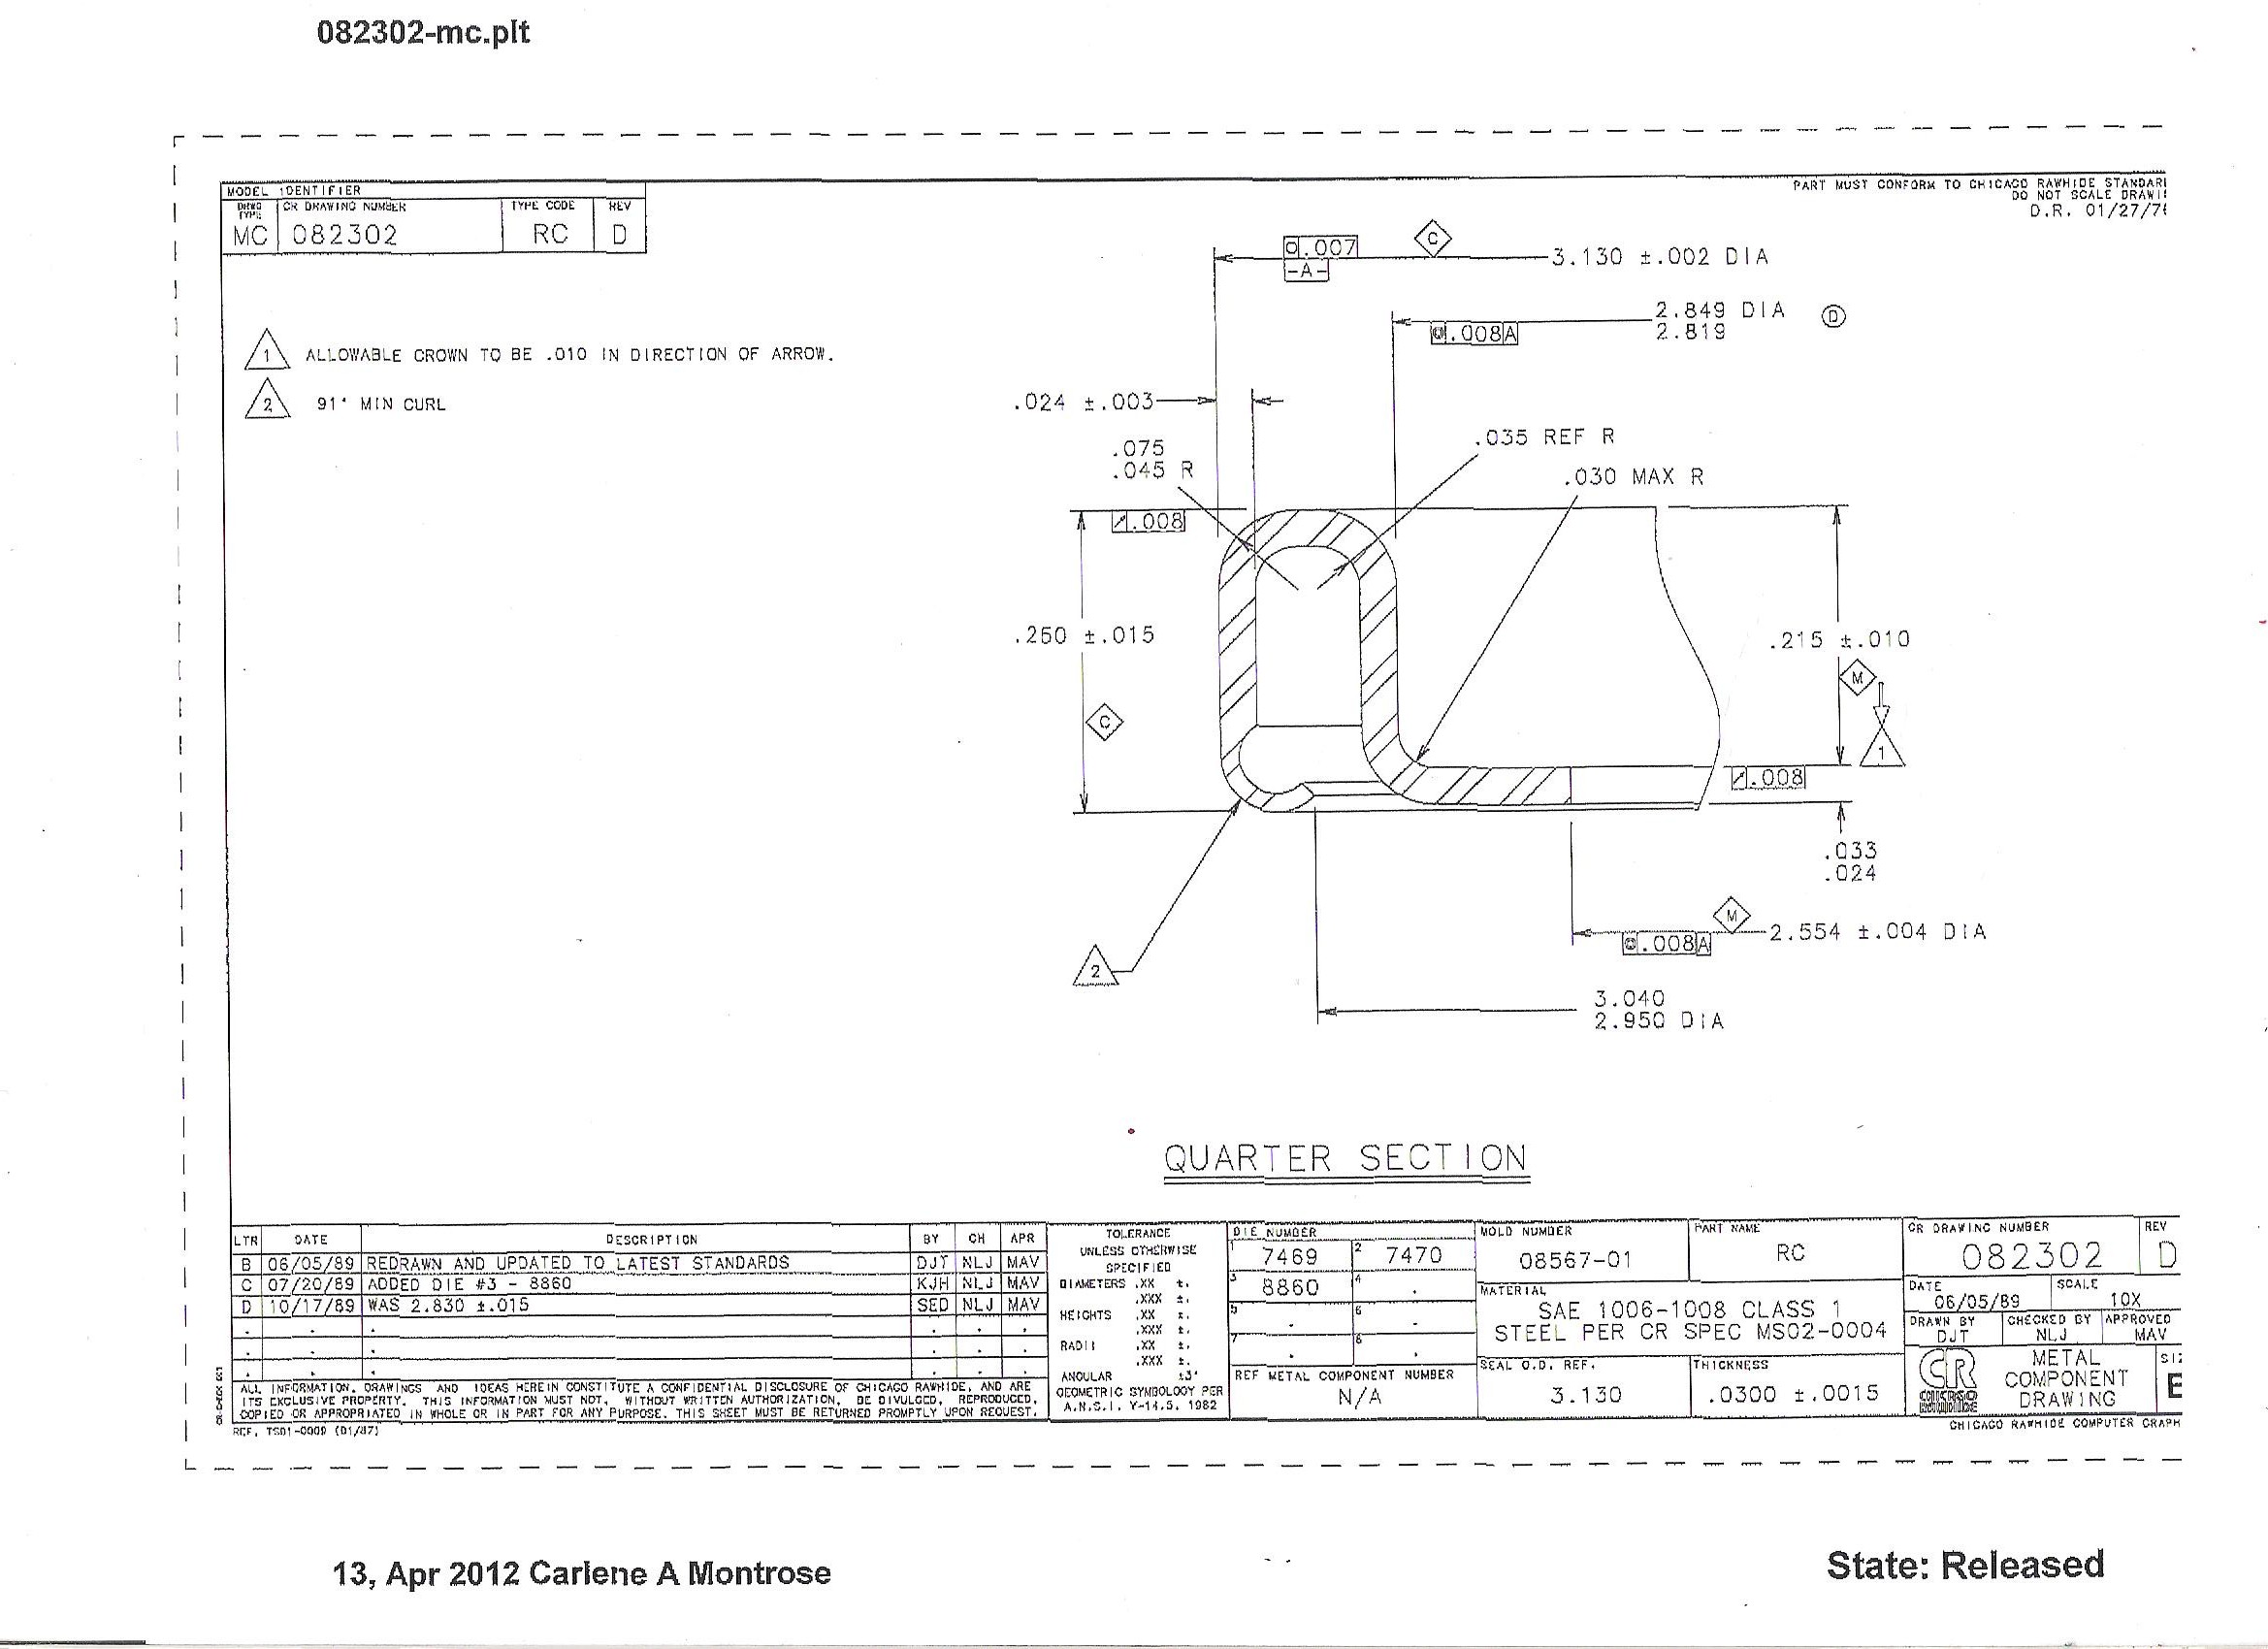 082302-mc.plt
MODEL IDENTIFIER
DRWG TYPE
CR DRAWING NUMBER
TYPE CODE
REV
MC
082302
RC
D
PART MUST CONFORM TO CHICAGO RAWHIDE STANDAR
DO NOT SCALE DRAWI
D.R. 01/27/7
1 ALLOWABLE CROWN TO BE .010 IN DIRECTION OF ARROW.
2 91° MIN CURL
.007
-A-
C
3.130 ±.002 DIA
2.849 DIA
2.819
D
.008 A
.024 ±.003
.075
.045 R
.035 REF R
.030 MAX R
.008
.250 ±.015
C
.215 ±.010
M
1
.008
.033
.024
M
2.554 ±.004 DIA
.008 A
2
3.040
2.950 DIA
QUARTER SECTION
LTR DATE DESCRIPTION BY CH APR
B 06/05/89 REDRAWN AND UPDATED TO LATEST STANDARDS DJT NLJ MAV
C 07/20/89 ADDED DIE #3 - 8860 KJH NLJ MAV
D 10/17/89 WAS 2.830 ±.015 SED NLJ MAV
ALL INFORMATION, DRAWINGS AND IDEAS HEREIN CONSTITUTE A CONFIDENTIAL DISCLOSURE OF CHICAGO RAWHIDE, AND ARE
ITS EXCLUSIVE PROPERTY. THIS INFORMATION MUST NOT, WITHOUT WRITTEN AUTHORIZATION, BE DIVULGED, REPRODUCED,
COPIED OR APPROPRIATED IN WHOLE OR IN PART FOR ANY PURPOSE. THIS SHEET MUST BE RETURNED PROMPTLY UPON REQUEST.
REF. TS01-0009 (01/87)
TOLERANCE
UNLESS OTHERWISE
SPECIFIED
DIAMETERS .XX ±.
.XXX ±.
HEIGHTS .XX ±.
.XXX ±.
RADII .XX ±.
.XXX ±.
ANGULAR ±3°
GEOMETRIC SYMBOLOGY PER
A.N.S.I. Y-14.5, 1982
DIE NUMBER
1 7469 2 7470
3 8860 4
5 6
7 8
REF METAL COMPONENT NUMBER
N/A
MOLD NUMBER
08567-01
PART NAME
RC
MATERIAL
SAE 1006-1008 CLASS 1
STEEL PER CR SPEC MS02-0004
SEAL O.D. REF.
3.130
THICKNESS
.0300 ±.0015
CR DRAWING NUMBER
082302
REV
D
DATE
06/05/89
SCALE
10X
DRAWN BY
DJT
CHECKED BY
NLJ
APPROVED
MAV
CR
METAL
COMPONENT
DRAWING
E
CHICAGO RAWHIDE COMPUTER GRAPH
13, Apr 2012 Carlene A Montrose
State: Released